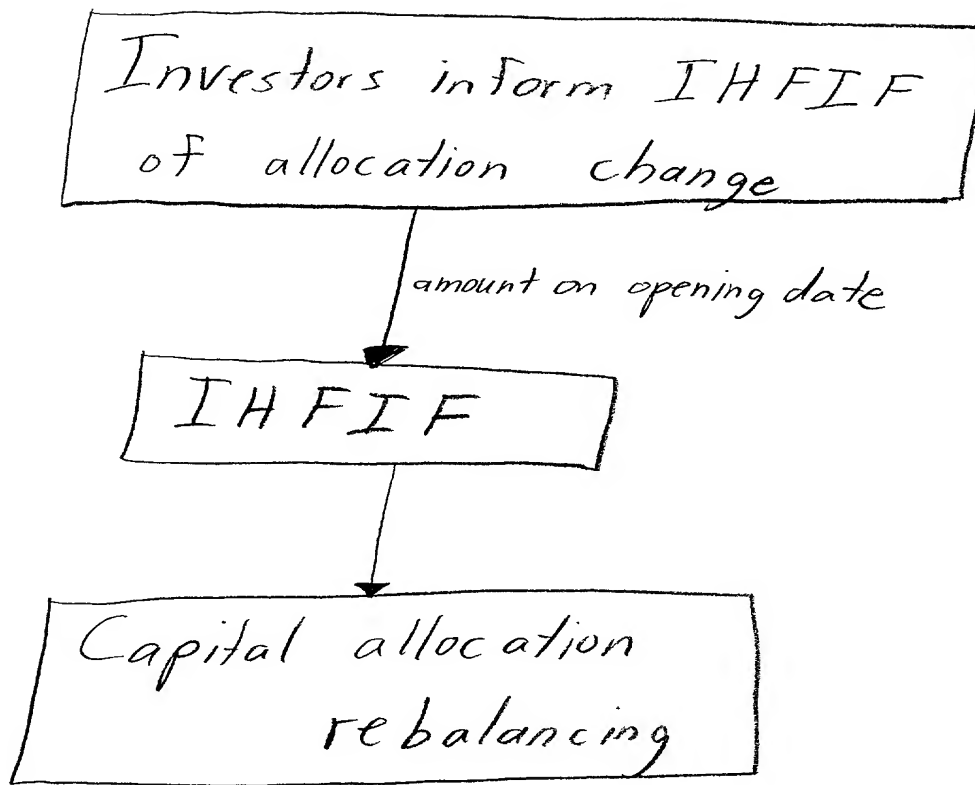 Investors inform IHFIF
of allocation change
amount on opening date
IHFIF
Capital allocation
rebalancing